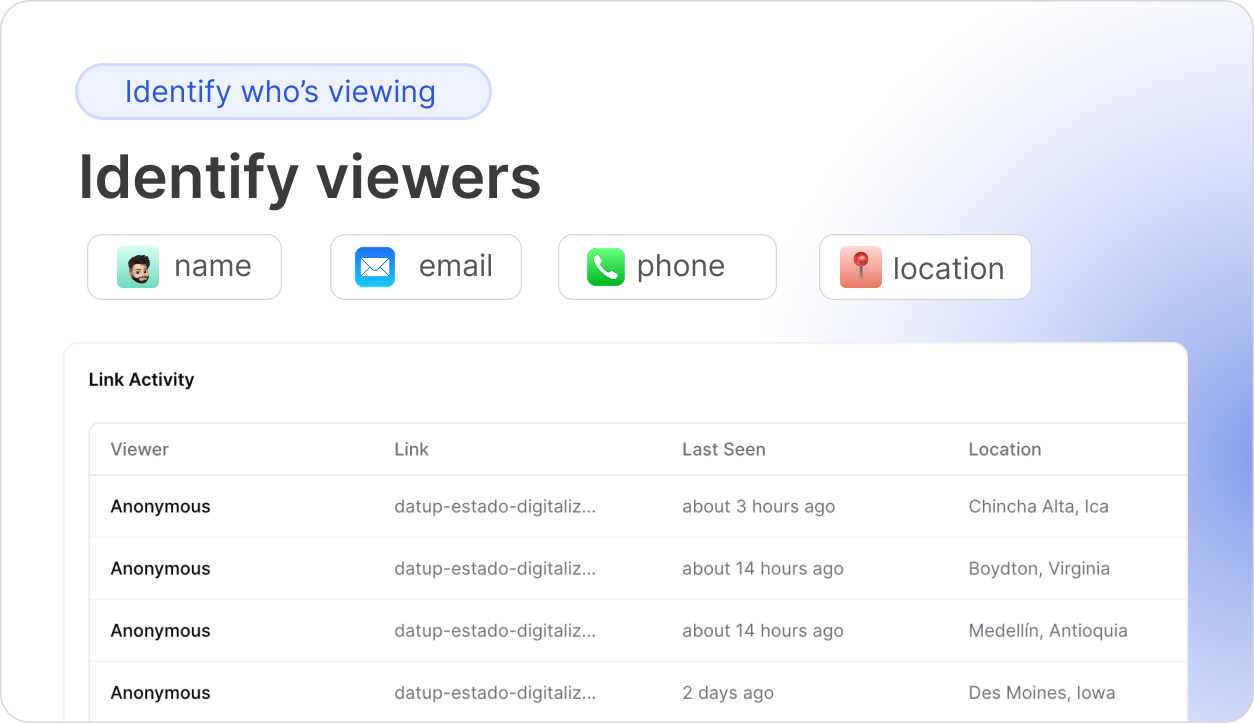 Identify who’s viewing
Identify viewers
name email phone location
Link Activity
Viewer Link Last Seen Location
Anonymous datup-estado-digitaliz... about 3 hours ago Chincha Alta, Ica
Anonymous datup-estado-digitaliz... about 14 hours ago Boydton, Virginia
Anonymous datup-estado-digitaliz... about 14 hours ago Medellín, Antioquia
Anonymous datup-estado-digitaliz... 2 days ago Des Moines, Iowa